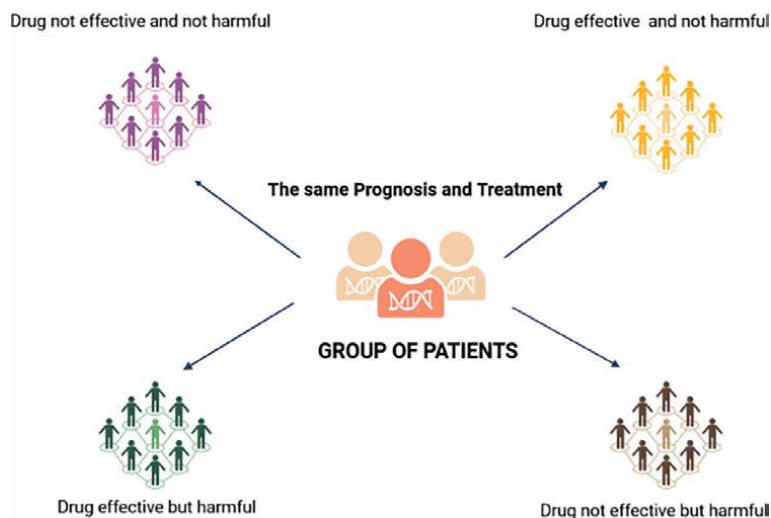 Drug not effective and not harmful
Drug effective and not harmful
The same Prognosis and Treatment
GROUP OF PATIENTS
Drug effective but harmful
Drug not effective but harmful